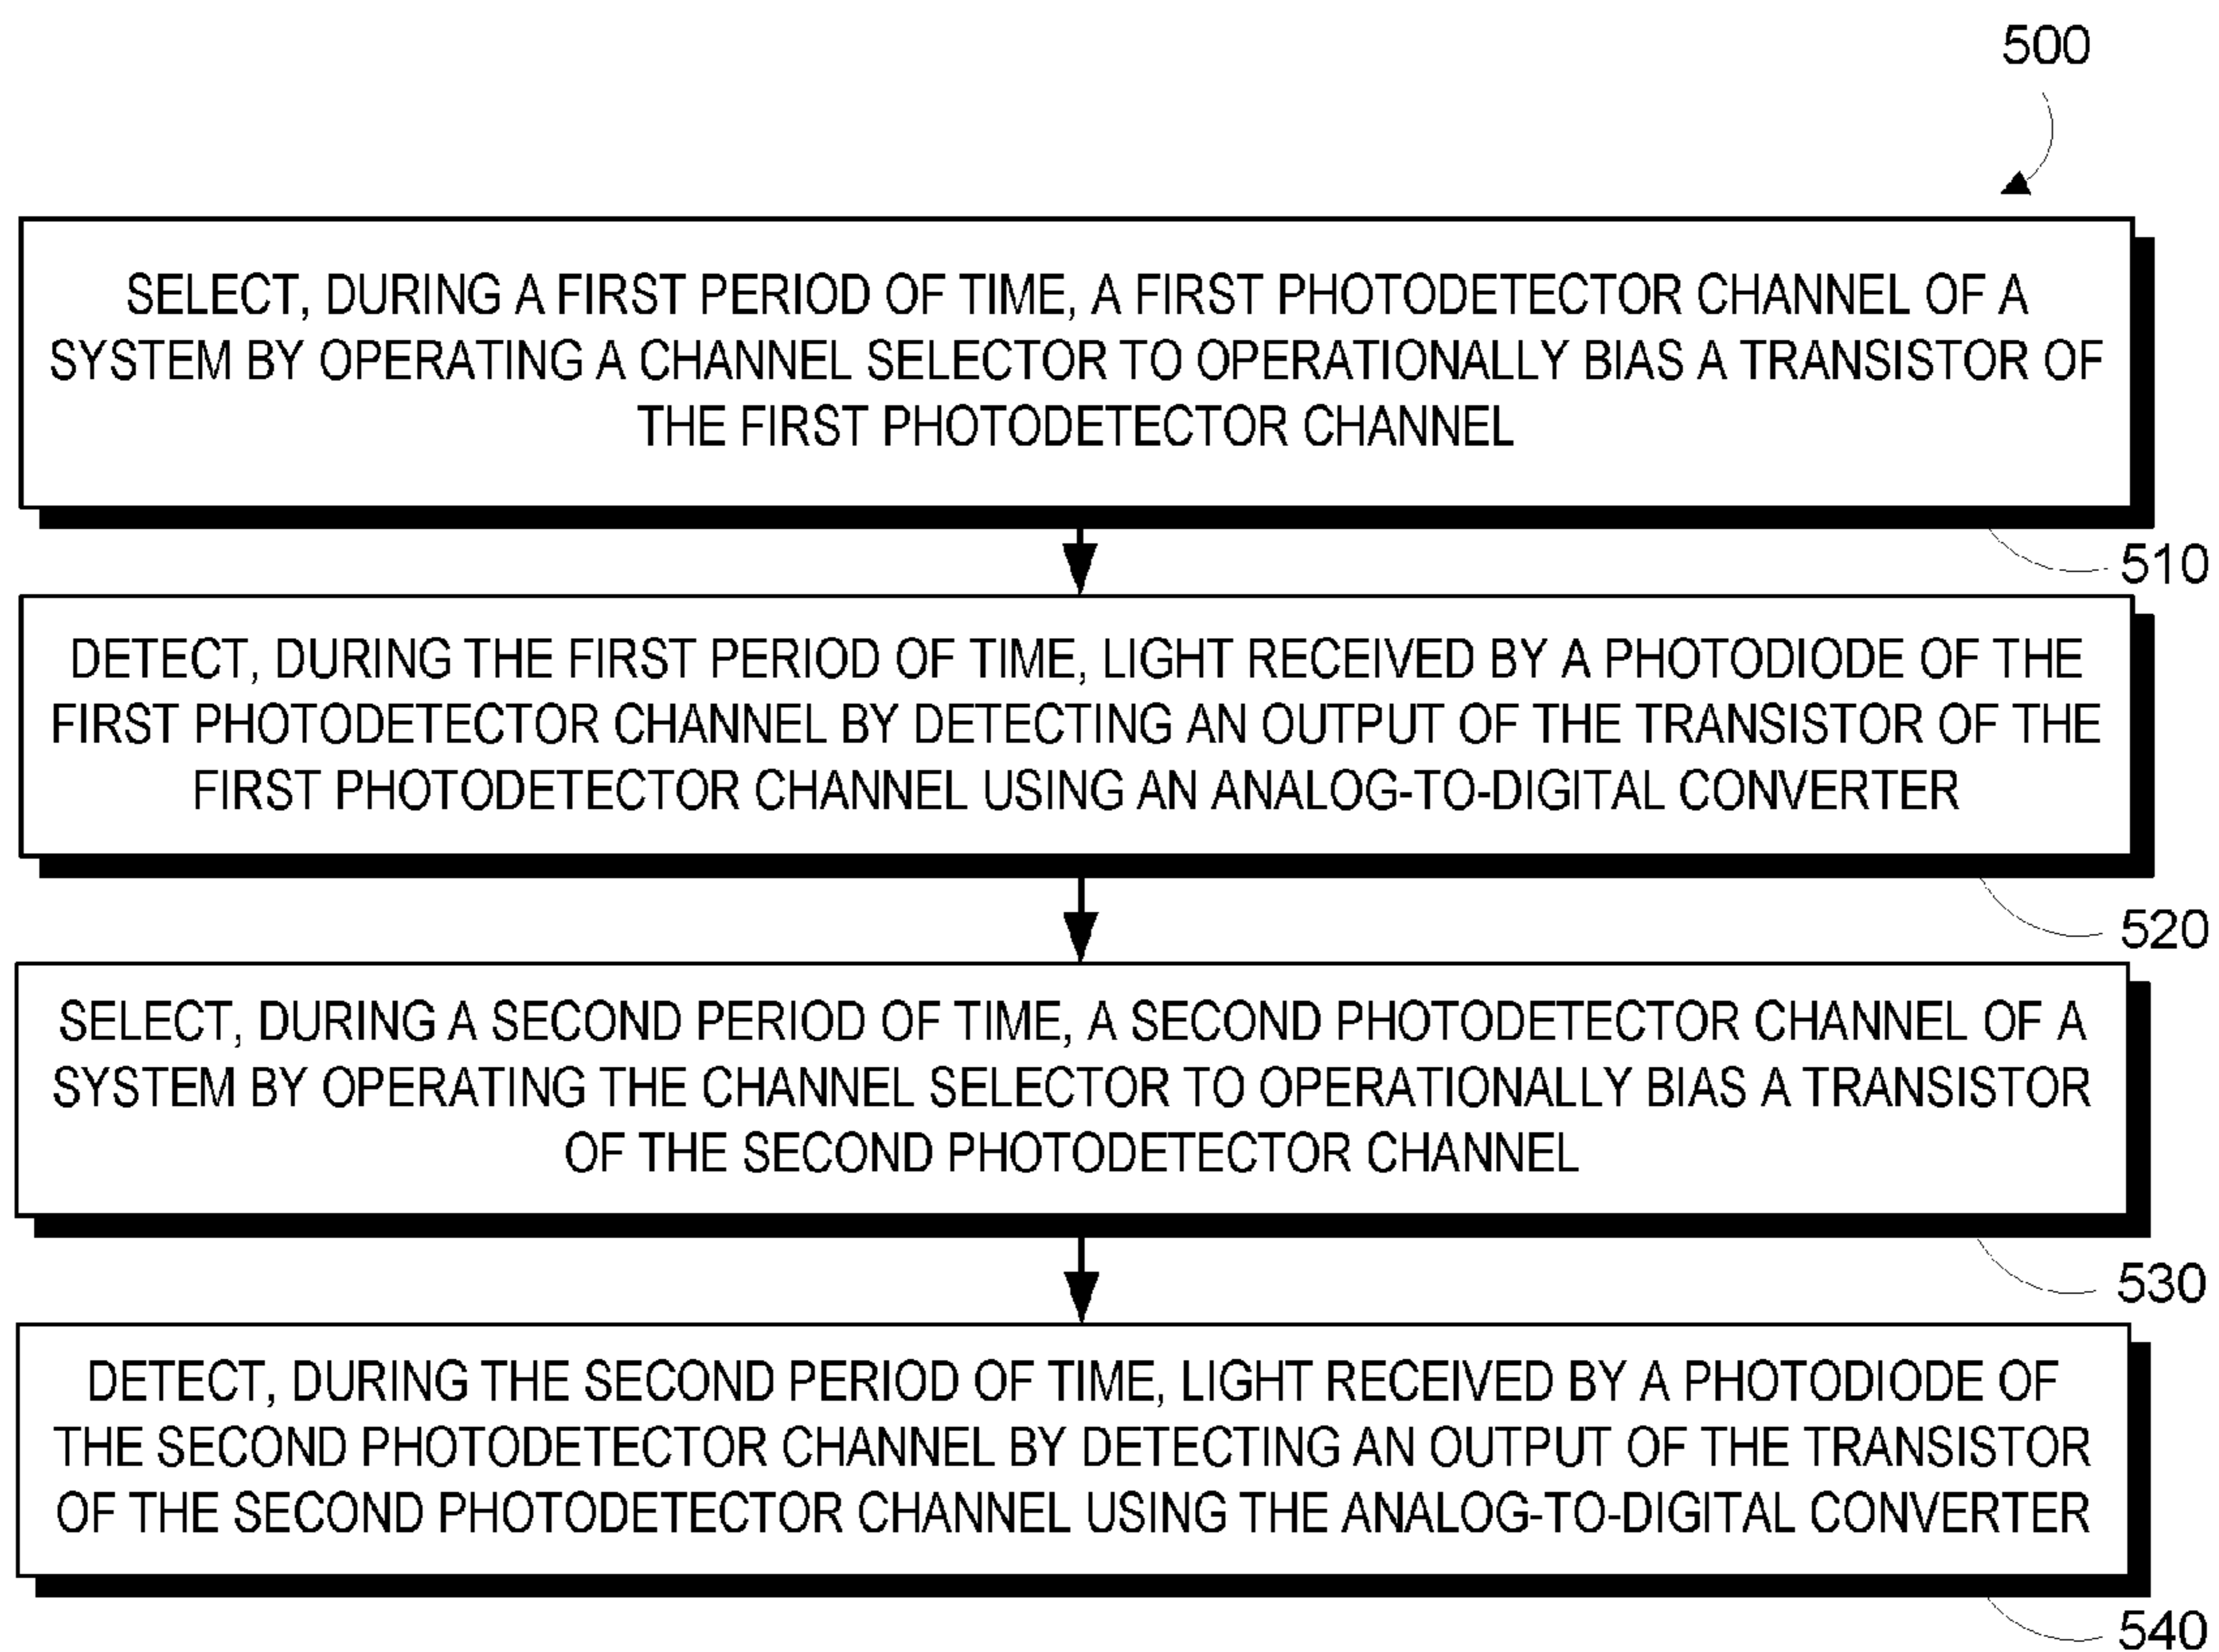 500
SELECT, DURING A FIRST PERIOD OF TIME, A FIRST PHOTODETECTOR CHANNEL OF A
SYSTEM BY OPERATING A CHANNEL SELECTOR TO OPERATIONALLY BIAS A TRANSISTOR OF
THE FIRST PHOTODETECTOR CHANNEL
510
DETECT, DURING THE FIRST PERIOD OF TIME, LIGHT RECEIVED BY A PHOTODIODE OF THE
FIRST PHOTODETECTOR CHANNEL BY DETECTING AN OUTPUT OF THE TRANSISTOR OF THE
FIRST PHOTODETECTOR CHANNEL USING AN ANALOG-TO-DIGITAL CONVERTER
520
SELECT, DURING A SECOND PERIOD OF TIME, A SECOND PHOTODETECTOR CHANNEL OF A
SYSTEM BY OPERATING THE CHANNEL SELECTOR TO OPERATIONALLY BIAS A TRANSISTOR
OF THE SECOND PHOTODETECTOR CHANNEL
530
DETECT, DURING THE SECOND PERIOD OF TIME, LIGHT RECEIVED BY A PHOTODIODE OF
THE SECOND PHOTODETECTOR CHANNEL BY DETECTING AN OUTPUT OF THE TRANSISTOR
OF THE SECOND PHOTODETECTOR CHANNEL USING THE ANALOG-TO-DIGITAL CONVERTER
540